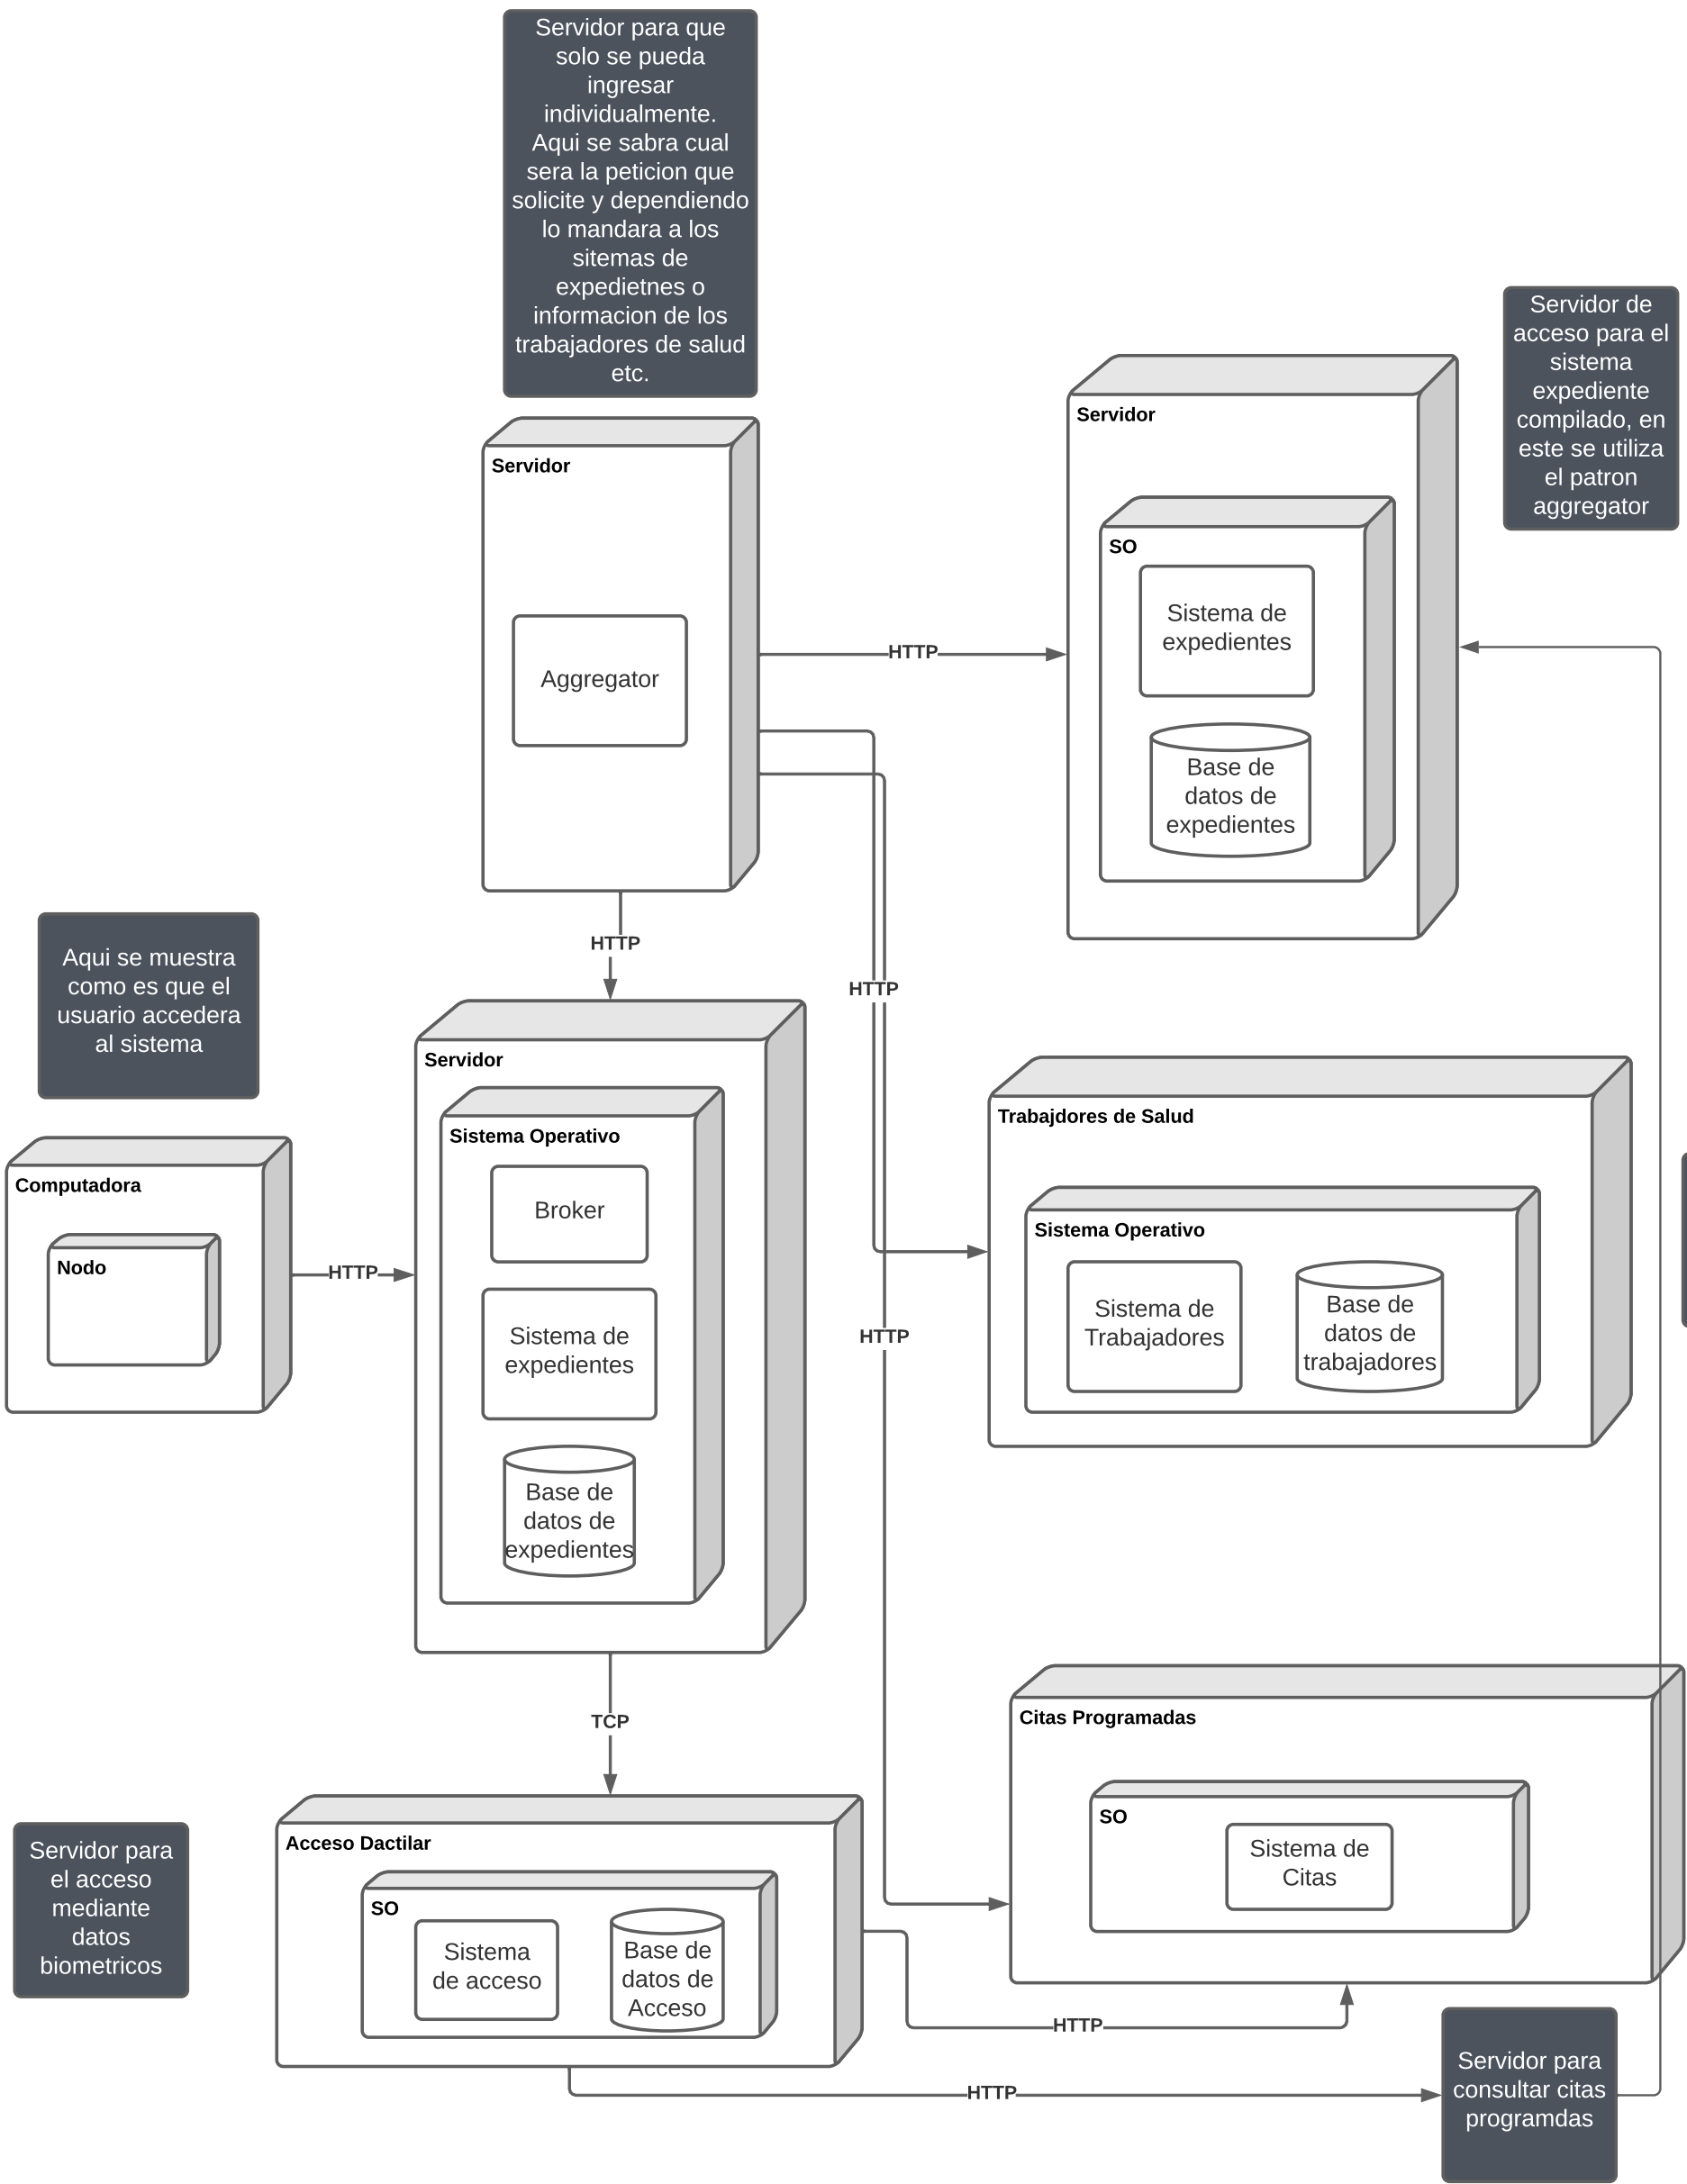 Servidor para que
solo se pueda
ingresar
individualmente.
Aqui se sabra cual
sera la peticion que
solicite y dependiendo
lo mandara a los
sitemas de
expedietnes o
informacion de los
trabajadores de salud
etc.
Servidor de
acceso para el
sistema
expediente
compilado, en
este se utiliza
el patron
aggregator
Servidor
Aggregator
Servidor
SO
Sistema de
expedientes
Base de
datos de
expedientes
HTTP
HTTP
HTTP
HTTP
Aqui se muestra
como es que el
usuario accedera
al sistema
Computadora
Nodo
HTTP
Servidor
Sistema Operativo
Broker
Sistema de
expedientes
Base de
datos de
expedientes
Trabajdores de Salud
Sistema Operativo
Sistema de
Trabajadores
Base de
datos de
trabajadores
TCP
Citas Programadas
SO
Sistema de
Citas
Servidor para
el acceso
mediante
datos
biometricos
Acceso Dactilar
SO
Sistema
de acceso
Base de
datos de
Acceso
HTTP
HTTP
Servidor para
consultar citas
programdas